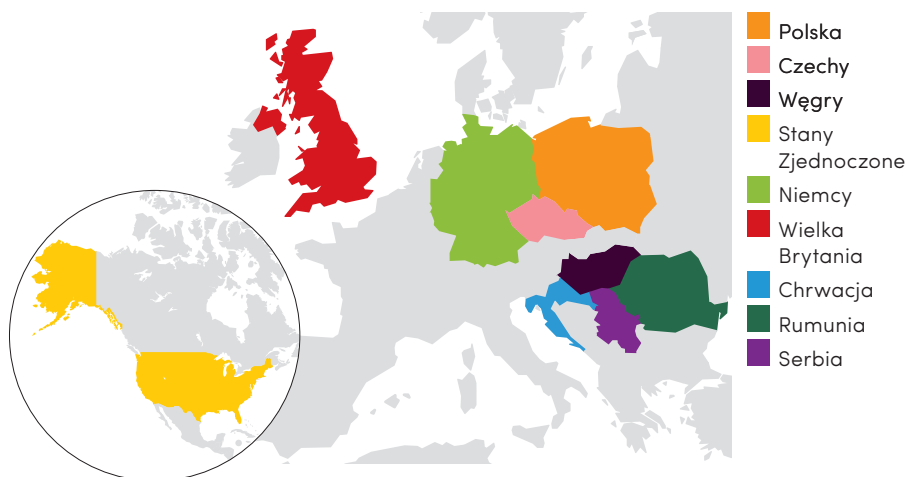 Polska
Czechy
Węgry
Stany
Zjednoczone
Niemcy
Wielka
Brytania
Chrwacja
Rumunia
Serbia